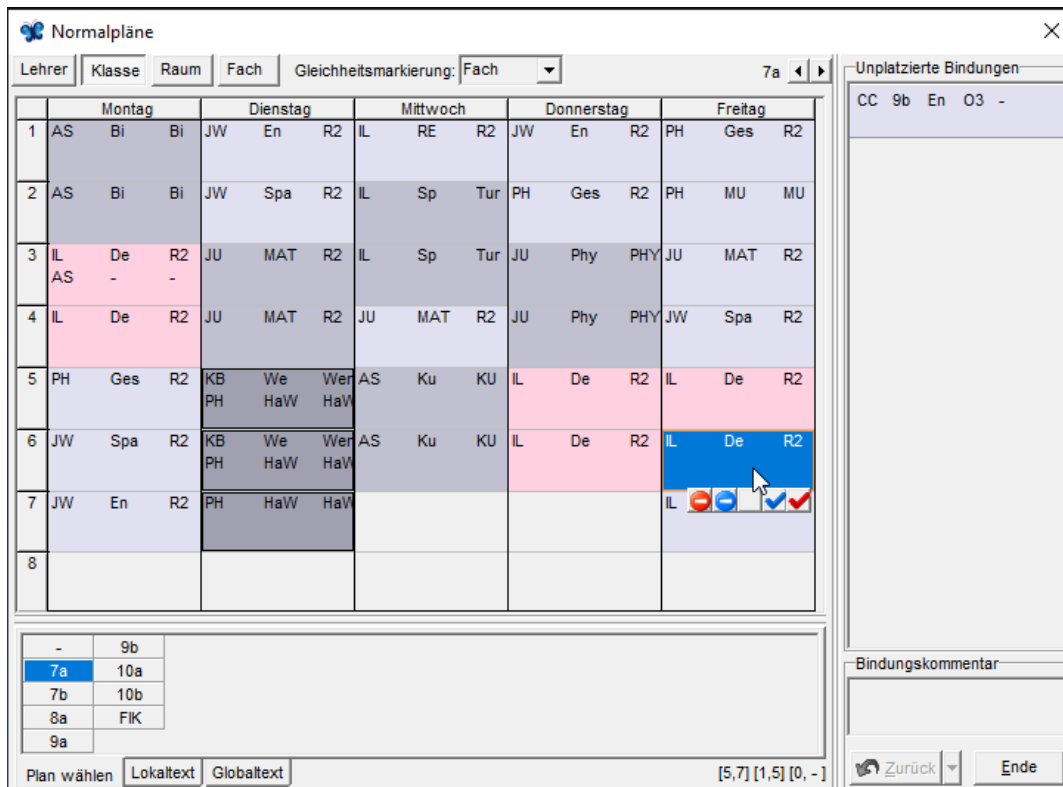 Normalpläne
Lehrer Klasse Raum Fach Gleichheitsmarkierung: Fach 7a
Montag Dienstag Mittwoch Donnerstag Freitag
1 AS Bi Bi JW En R2 IL RE R2 JW En R2 PH Ges R2
2 AS Bi Bi JW Spa R2 IL Sp Tur PH Ges R2 PH MU MU
3 IL De R2 JU MAT R2 IL Sp Tur JU Phy PHY JU MAT R2
AS - -
4 IL De R2 JU MAT R2 JU MAT R2 JU Phy PHY JW Spa R2
5 PH Ges R2 KB We Wer AS Ku KU IL De R2 IL De R2
PH HaW HaW
6 JW Spa R2 KB We Wer AS Ku KU IL De R2 IL De R2
PH HaW HaW
7 JW En R2 PH HaW HaW IL
8
- 9b
7a 10a
7b 10b
8a FIK
9a
Plan wählen Lokaltext Globaltext [5,7] [1,5] [0, - ]
Unplatzierte Bindungen
CC 9b En O3 -
Bindungskommentar
Zurück Ende